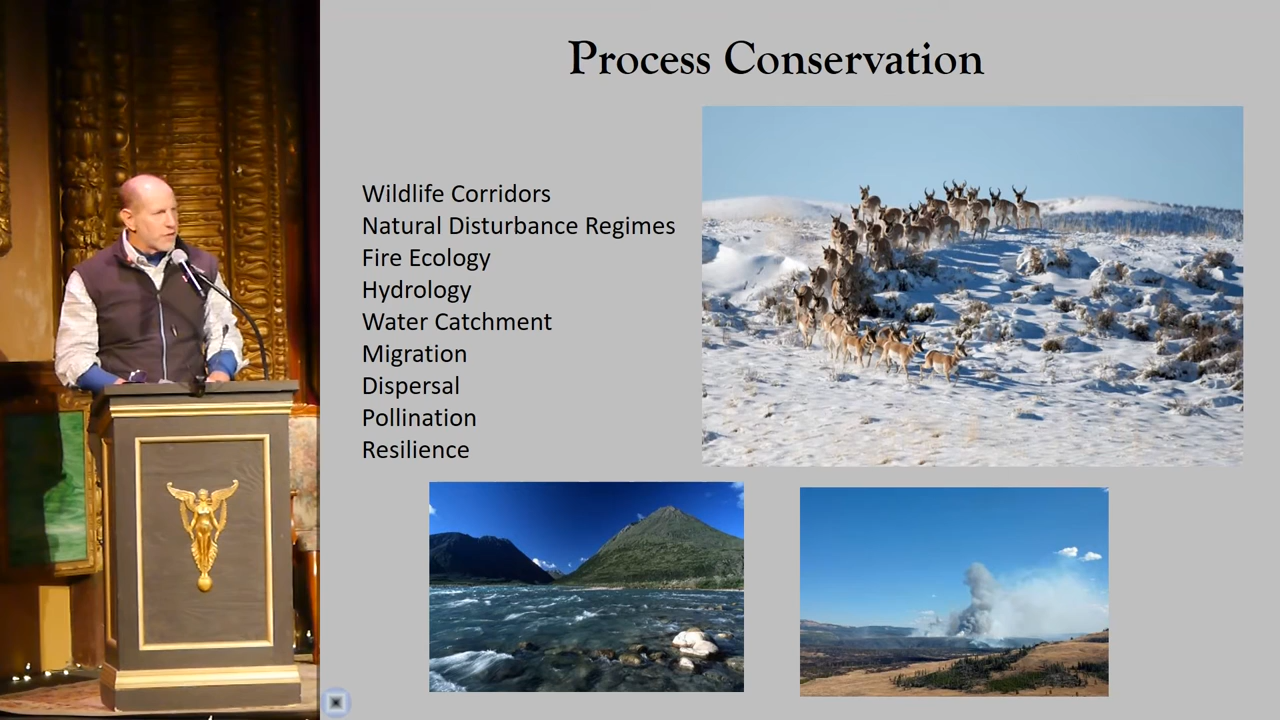 Process Conservation
Wildlife Corridors
Natural Disturbance Regimes
Fire Ecology
Hydrology
Water Catchment
Migration
Dispersal
Pollination
Resilience